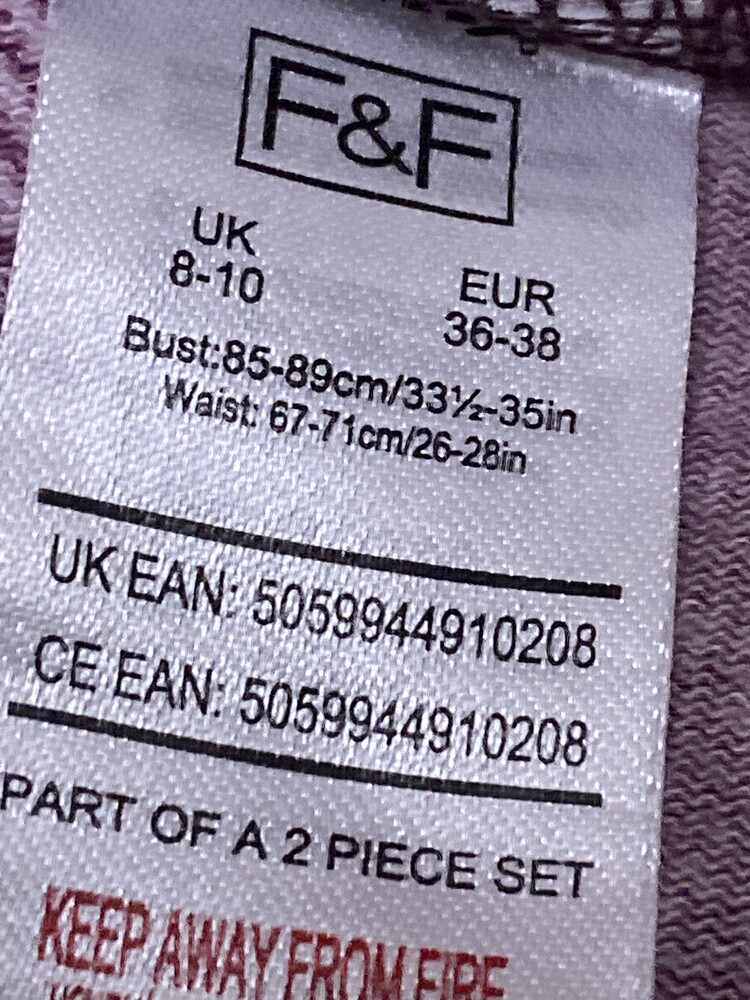 F&F
UK
8-10
EUR
36-38
Bust:85-89cm/33½-35in
Waist: 67-71cm/26-28in
UK EAN: 5059944910208
CE EAN: 5059944910208
PART OF A 2 PIECE SET
KEEP AWAY FROM FIRE